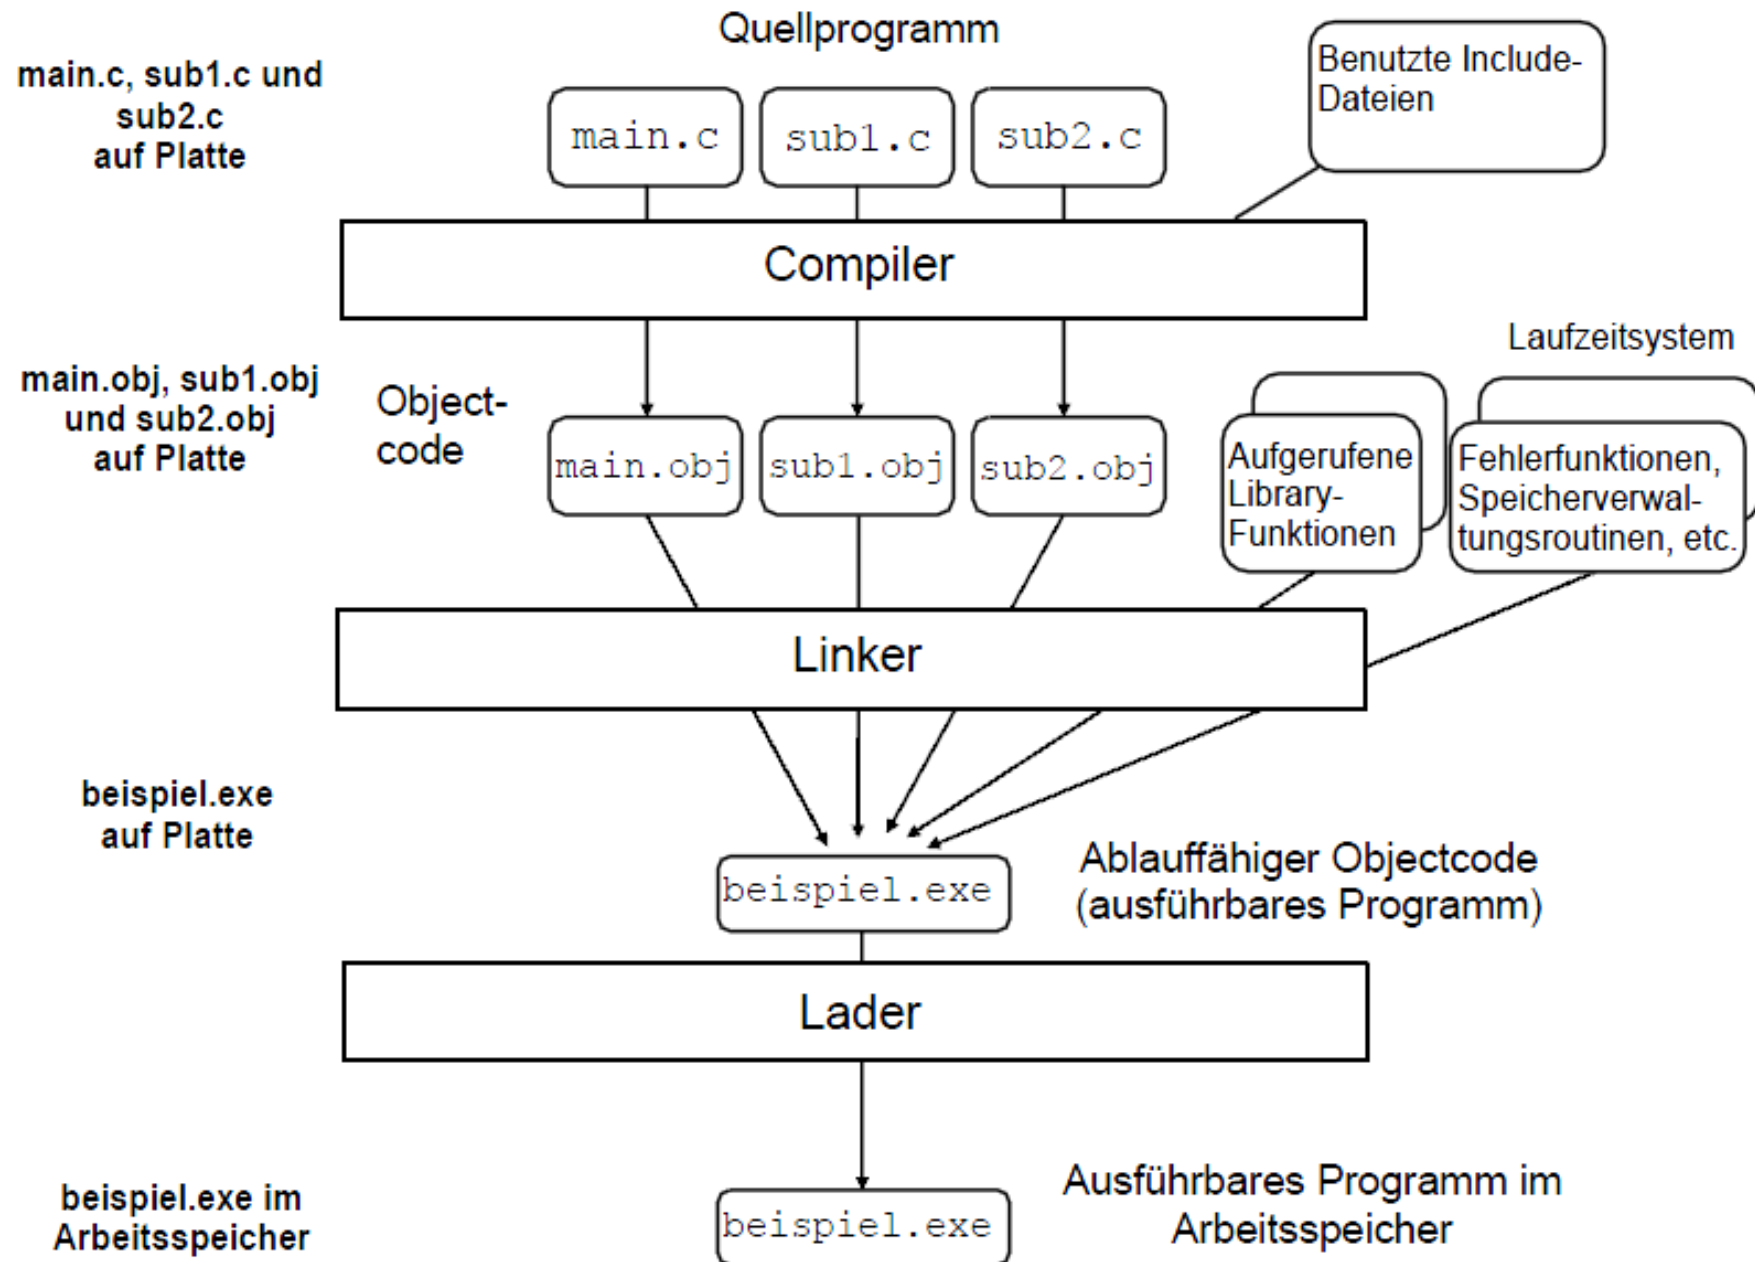 Quellprogramm
main.c, sub1.c und
sub2.c
auf Platte
main.c
sub1.c
sub2.c
Benutzte Include-
Dateien
Compiler
Laufzeitsystem
main.obj, sub1.obj
und sub2.obj
auf Platte
Object-
code
main.obj
sub1.obj
sub2.obj
Aufgerufene
Library-
Funktionen
Fehlerfunktionen,
Speicherverwal-
tungsroutinen, etc.
Linker
beispiel.exe
auf Platte
beispiel.exe
Ablauffähiger Objectcode
(ausführbares Programm)
Lader
beispiel.exe im
Arbeitsspeicher
beispiel.exe
Ausführbares Programm im
Arbeitsspeicher